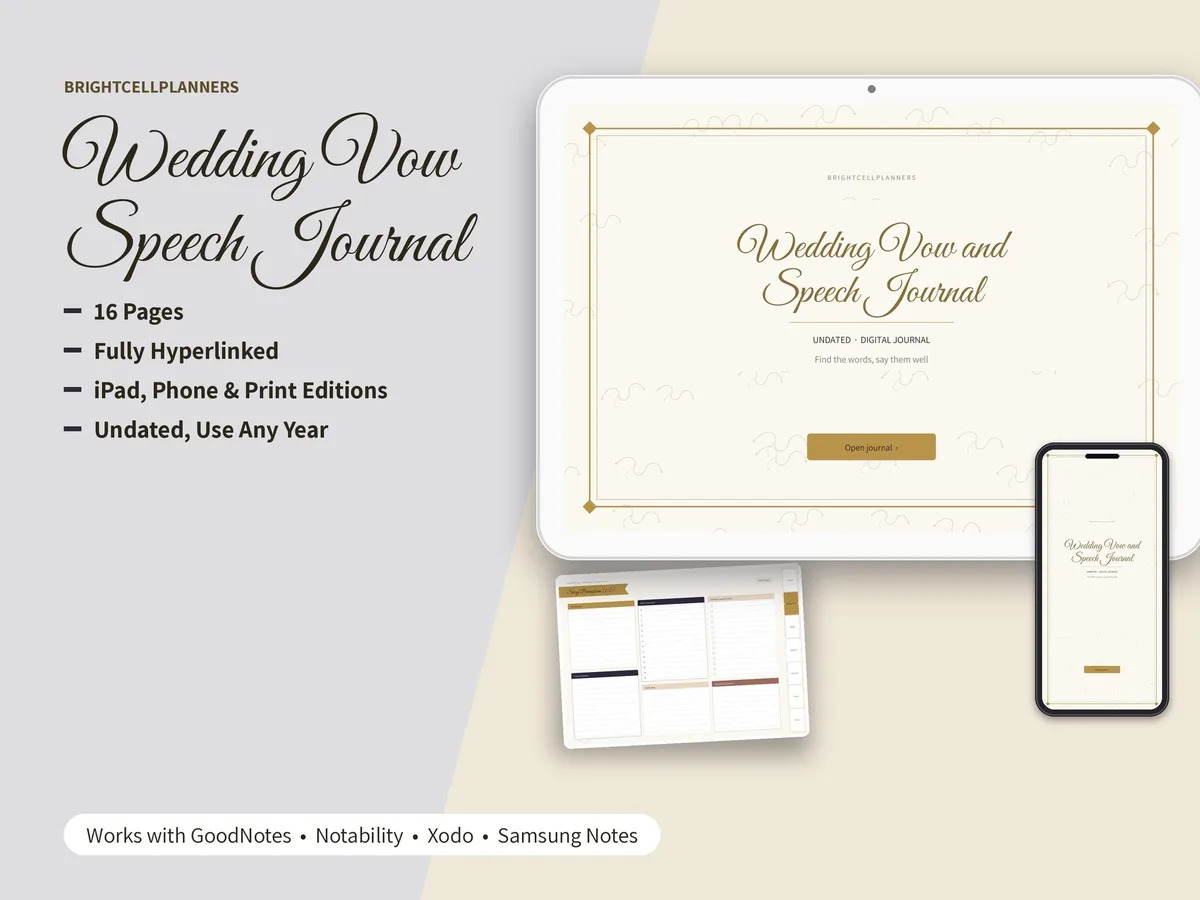 BRIGHTCELLPLANNERS
Wedding Vow
Speech Journal
16 Pages
Fully Hyperlinked
iPad, Phone & Print Editions
Undated, Use Any Year
BRIGHTCELLPLANNERS
Wedding Vow and
Speech Journal
UNDATED · DIGITAL JOURNAL
Find the words, say them well
Open journal ›
Wedding Vow and
Speech Journal
Works with GoodNotes • Notability • Xodo • Samsung Notes